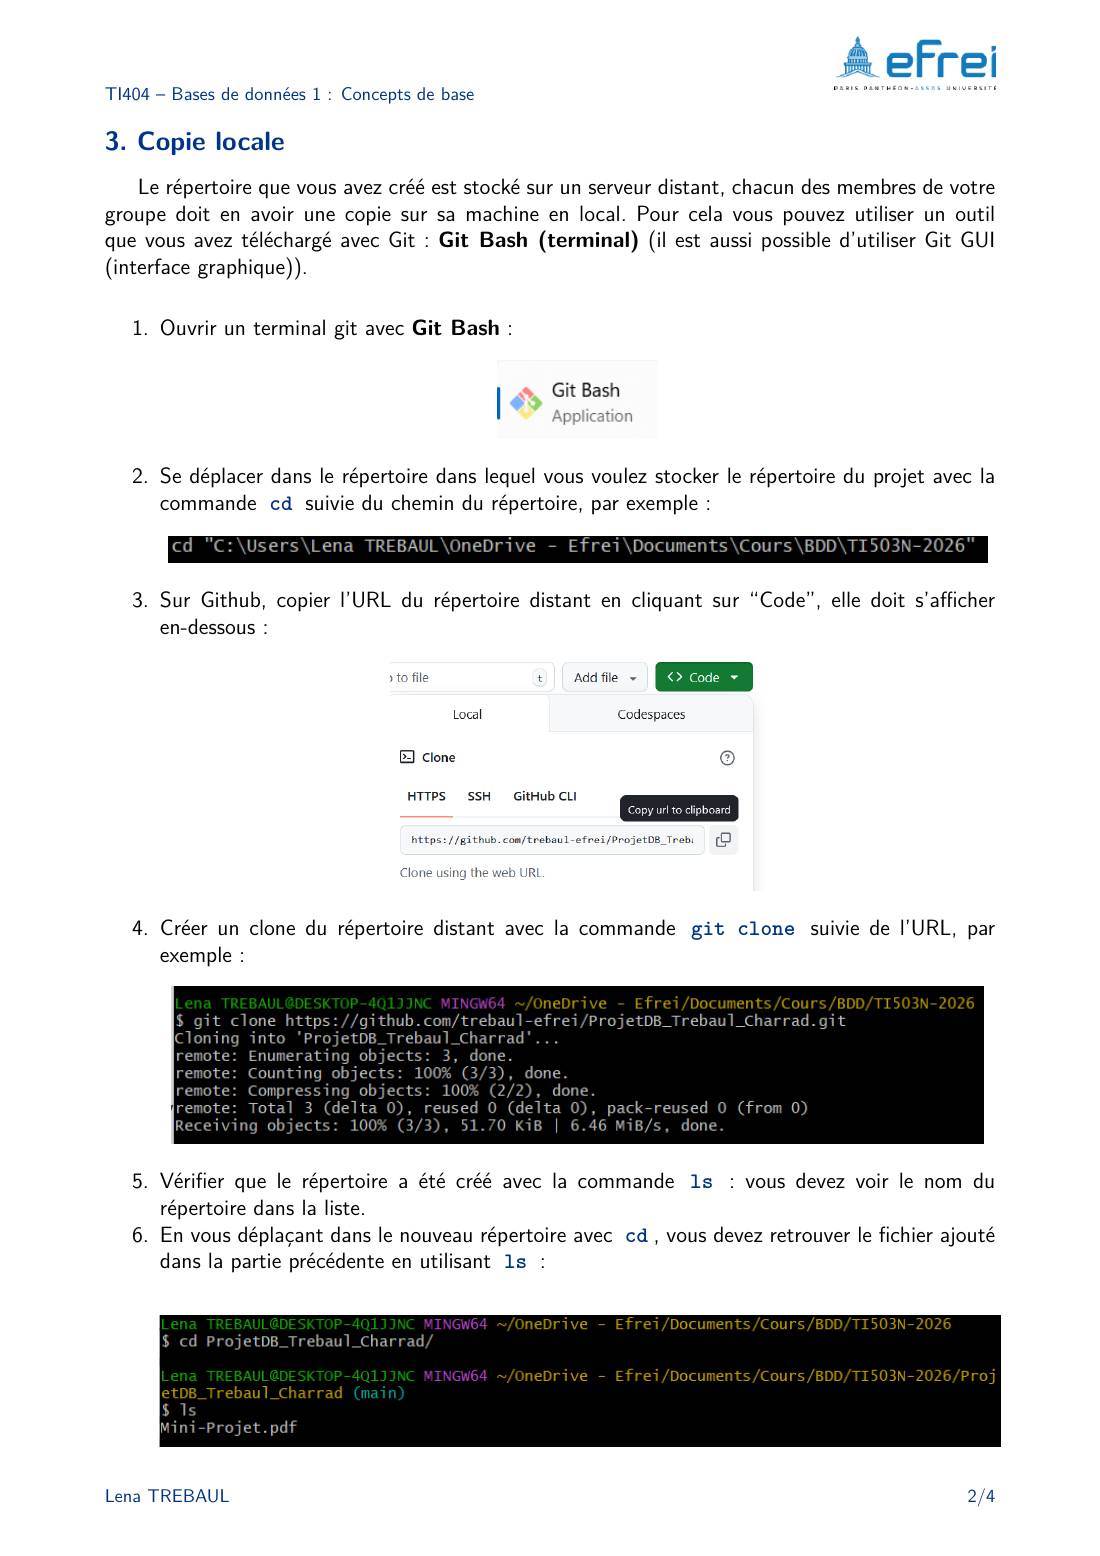 efrei
PARIS PANTHÉON-ASSAS UNIVERSITÉ
TI404 – Bases de données 1 : Concepts de base
3. Copie locale
Le répertoire que vous avez créé est stocké sur un serveur distant, chacun des membres de votre
groupe doit en avoir une copie sur sa machine en local. Pour cela vous pouvez utiliser un outil
que vous avez téléchargé avec Git : Git Bash (terminal) (il est aussi possible d'utiliser Git GUI
(interface graphique)).
1. Ouvrir un terminal git avec Git Bash :
Git Bash
Application
2. Se déplacer dans le répertoire dans lequel vous voulez stocker le répertoire du projet avec la
commande cd suivie du chemin du répertoire, par exemple :
cd "C:\Users\Lena TREBAUL\OneDrive - Efrei\Documents\Cours\BDD\TI503N-2026"
3. Sur Github, copier l'URL du répertoire distant en cliquant sur “Code”, elle doit s'afficher
en-dessous :
to file t Add file <> Code
Local Codespaces
Clone
HTTPS SSH GitHub CLI
Copy url to clipboard
https://github.com/trebaul-efrei/ProjetDB_Treb
Clone using the web URL.
4. Créer un clone du répertoire distant avec la commande git clone suivie de l'URL, par
exemple :
Lena TREBAUL@DESKTOP-4Q1JJNC MINGW64 ~/OneDrive - Efrei/Documents/Cours/BDD/TI503N-2026
$ git clone https://github.com/trebaul-efrei/ProjetDB_Trebaul_Charrad.git
Cloning into 'ProjetDB_Trebaul_Charrad'...
remote: Enumerating objects: 3, done.
remote: Counting objects: 100% (3/3), done.
remote: Compressing objects: 100% (2/2), done.
remote: Total 3 (delta 0), reused 0 (delta 0), pack-reused 0 (from 0)
Receiving objects: 100% (3/3), 51.70 KiB | 6.46 MiB/s, done.
5. Vérifier que le répertoire a été créé avec la commande ls : vous devez voir le nom du
répertoire dans la liste.
6. En vous déplaçant dans le nouveau répertoire avec cd , vous devez retrouver le fichier ajouté
dans la partie précédente en utilisant ls :
Lena TREBAUL@DESKTOP-4Q1JJNC MINGW64 ~/OneDrive - Efrei/Documents/Cours/BDD/TI503N-2026
$ cd ProjetDB_Trebaul_Charrad/
Lena TREBAUL@DESKTOP-4Q1JJNC MINGW64 ~/OneDrive - Efrei/Documents/Cours/BDD/TI503N-2026/Proj
etDB_Trebaul_Charrad (main)
$ ls
Mini-Projet.pdf
Lena TREBAUL 2/4